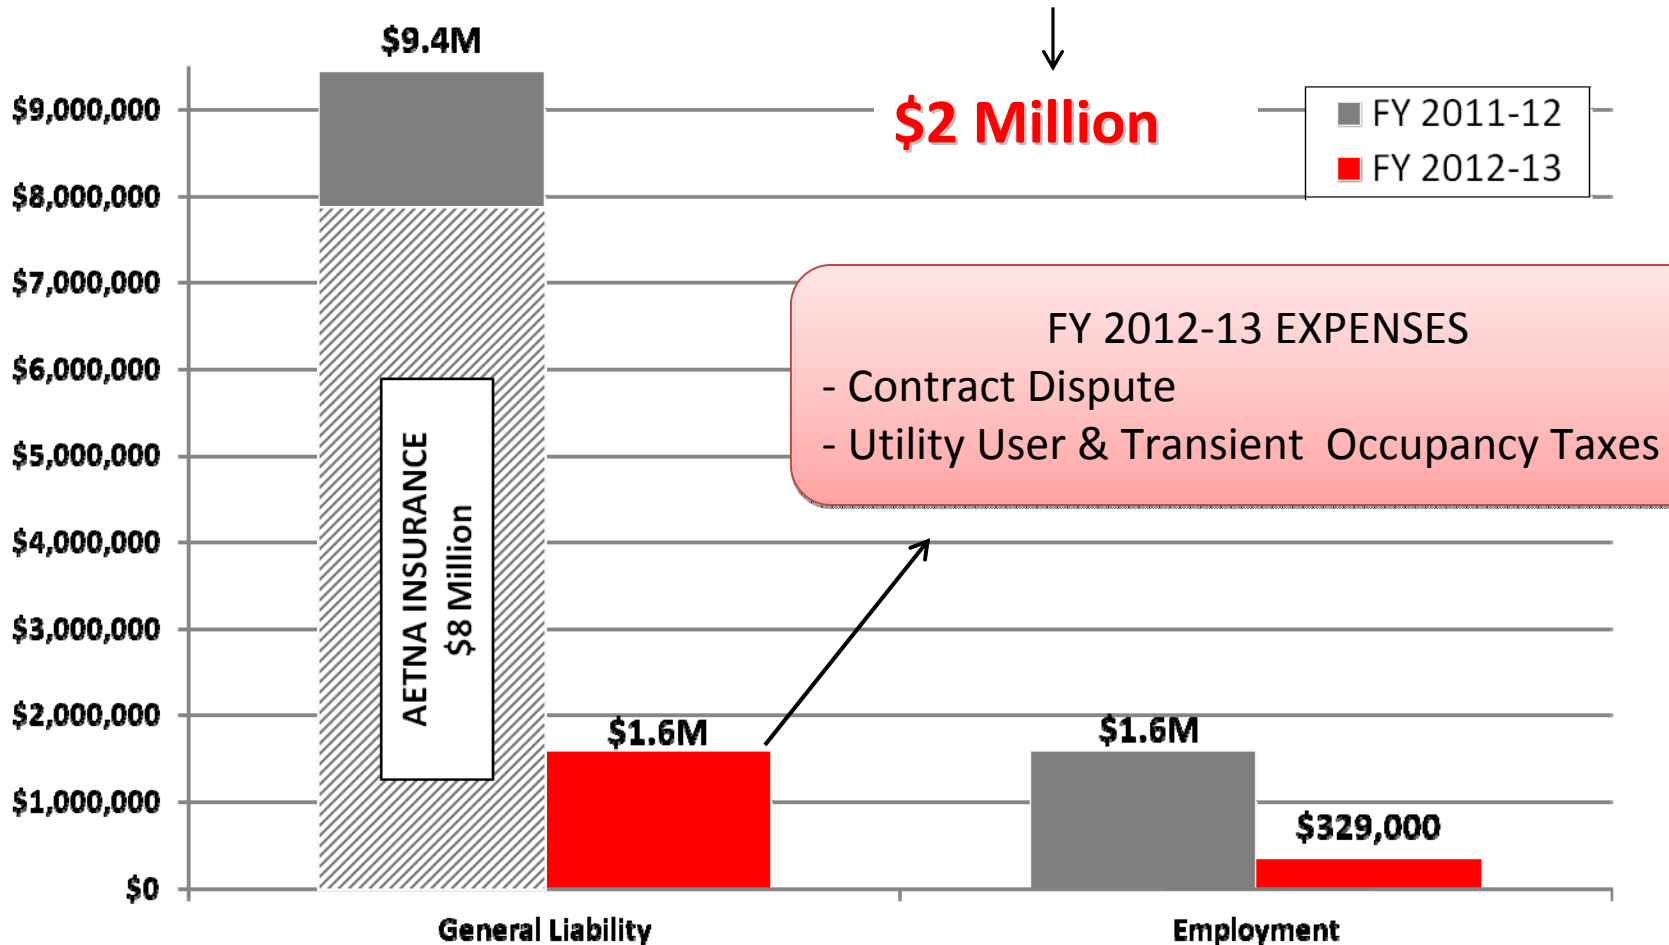 $9.4M
$2 Million
FY 2011-12
FY 2012-13
$9,000,000
$8,000,000
$7,000,000
$6,000,000
$5,000,000
$4,000,000
$3,000,000
$2,000,000
$1,000,000
$0
FY 2012-13 EXPENSES
- Contract Dispute
- Utility User & Transient Occupancy Taxes
AETNA INSURANCE
$8 Million
$1.6M
$1.6M
$329,000
General Liability
Employment